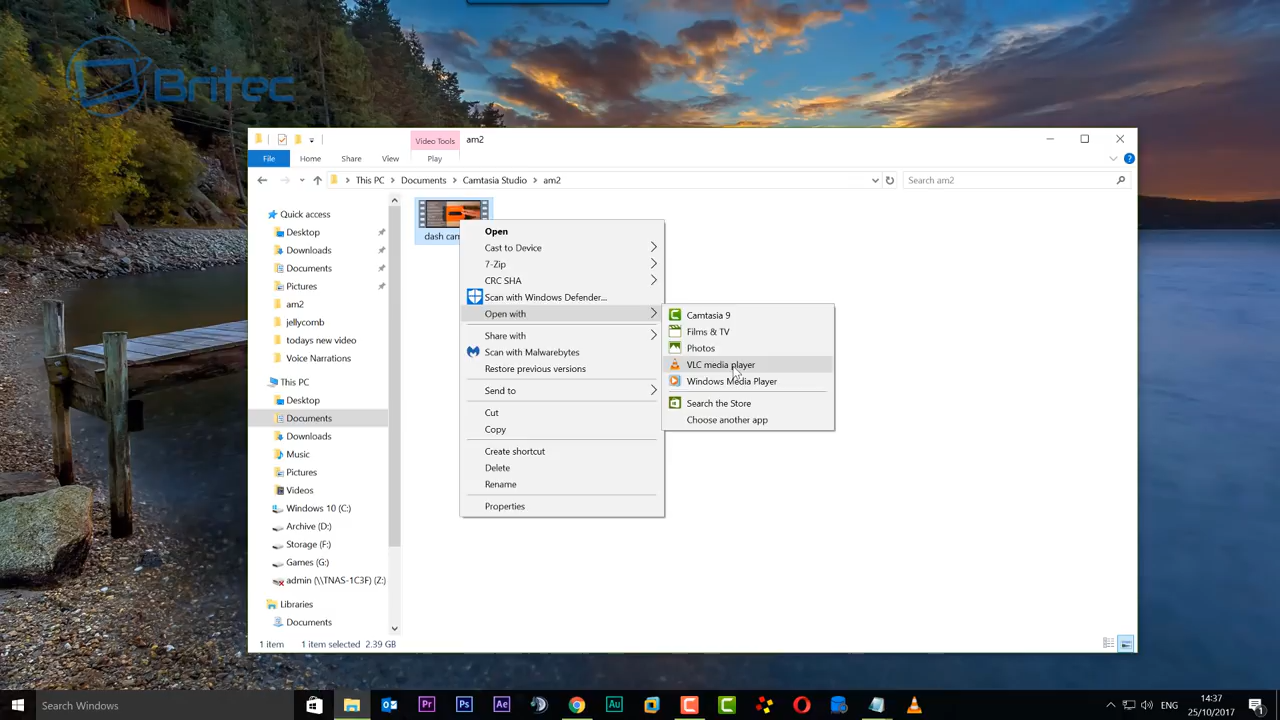 Britec
Video Tools
am2
File
Home
Share
View
Play
This PC
Documents
Camtasia Studio
am2
Search am2
Quick access
Desktop
Downloads
Documents
Pictures
am2
jellycomb
todays new video
Voice Narrations
This PC
Desktop
Documents
Downloads
Music
Pictures
Videos
Windows 10 (C:)
Archive (D:)
Storage (F:)
Games (G:)
admin (\\TNAS-1C3F) (Z:)
Libraries
Documents
dash cam
Open
Cast to Device
7-Zip
CRC SHA
Scan with Windows Defender...
Open with
Share with
Scan with Malwarebytes
Restore previous versions
Send to
Cut
Copy
Create shortcut
Delete
Rename
Properties
Camtasia 9
Films & TV
Photos
VLC media player
Windows Media Player
Search the Store
Choose another app
1 item
1 item selected 2.39 GB
Search Windows
Pr
Ps
Ae
Au
ENG
14:37
25/10/2017
1